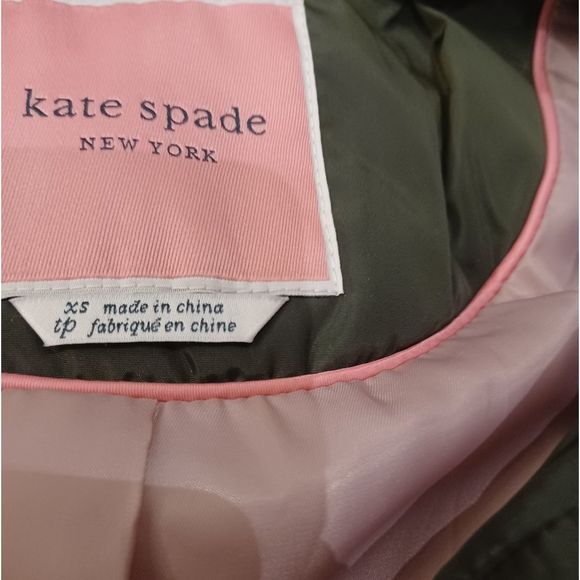 kate spade
NEW YORK
xs made in china
tp fabriqué en chine